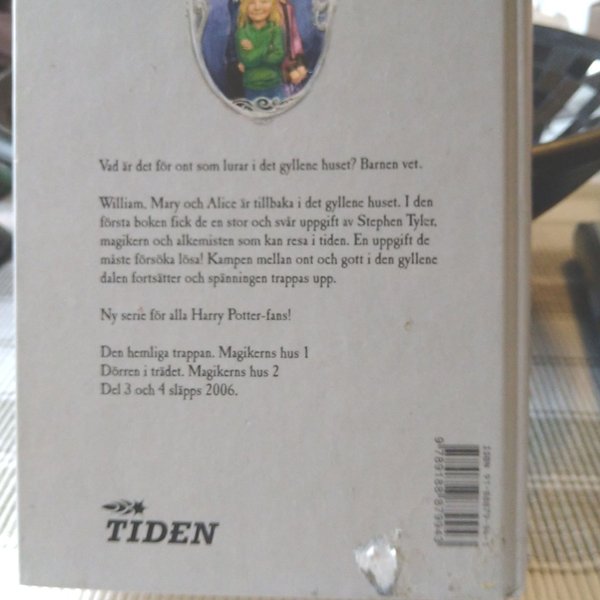 Vad är det för ont som lurar i det gyllene huset? Barnen vet.
William, Mary och Alice är tillbaka i det gyllene huset. I den
första boken fick de en stor och svår uppgift av Stephen Tyler,
magikern och alkemisten som kan resa i tiden. En uppgift de
måste försöka lösa! Kampen mellan ont och gott i den gyllene
dalen fortsätter och spänningen trappas upp.
Ny serie för alla Harry Potter-fans!
Den hemliga trappan. Magikerns hus 1
Dörren i trädet. Magikerns hus 2
Del 3 och 4 släpps 2006.
ISBN
TIDEN